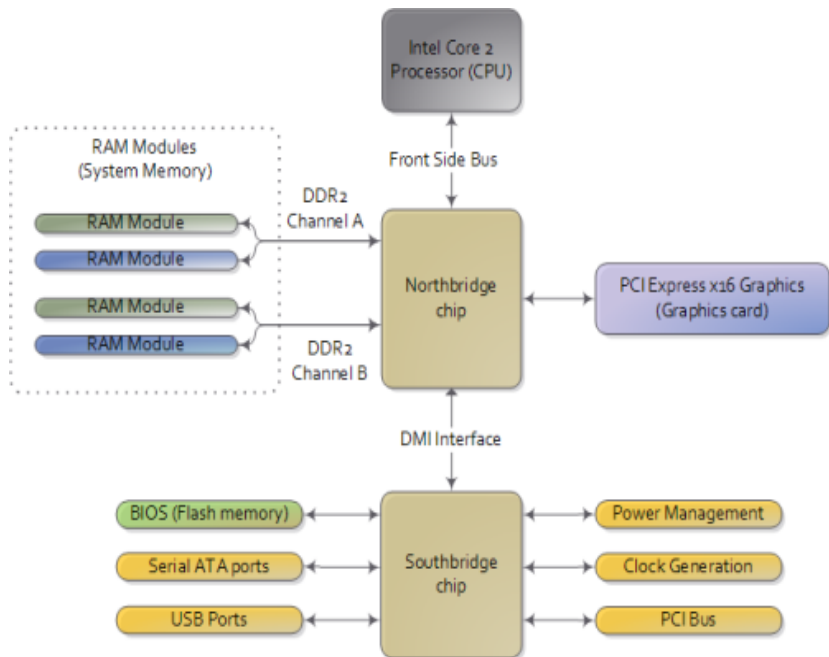 Intel Core 2
Processor (CPU)
Front Side Bus
RAM Modules
(System Memory)
DDR2
Channel A
RAM Module
RAM Module
RAM Module
RAM Module
DDR2
Channel B
Northbridge
chip
PCI Express x16 Graphics
(Graphics card)
DMI Interface
BIOS (Flash memory)
Serial ATA ports
USB Ports
Southbridge
chip
Power Management
Clock Generation
PCI Bus